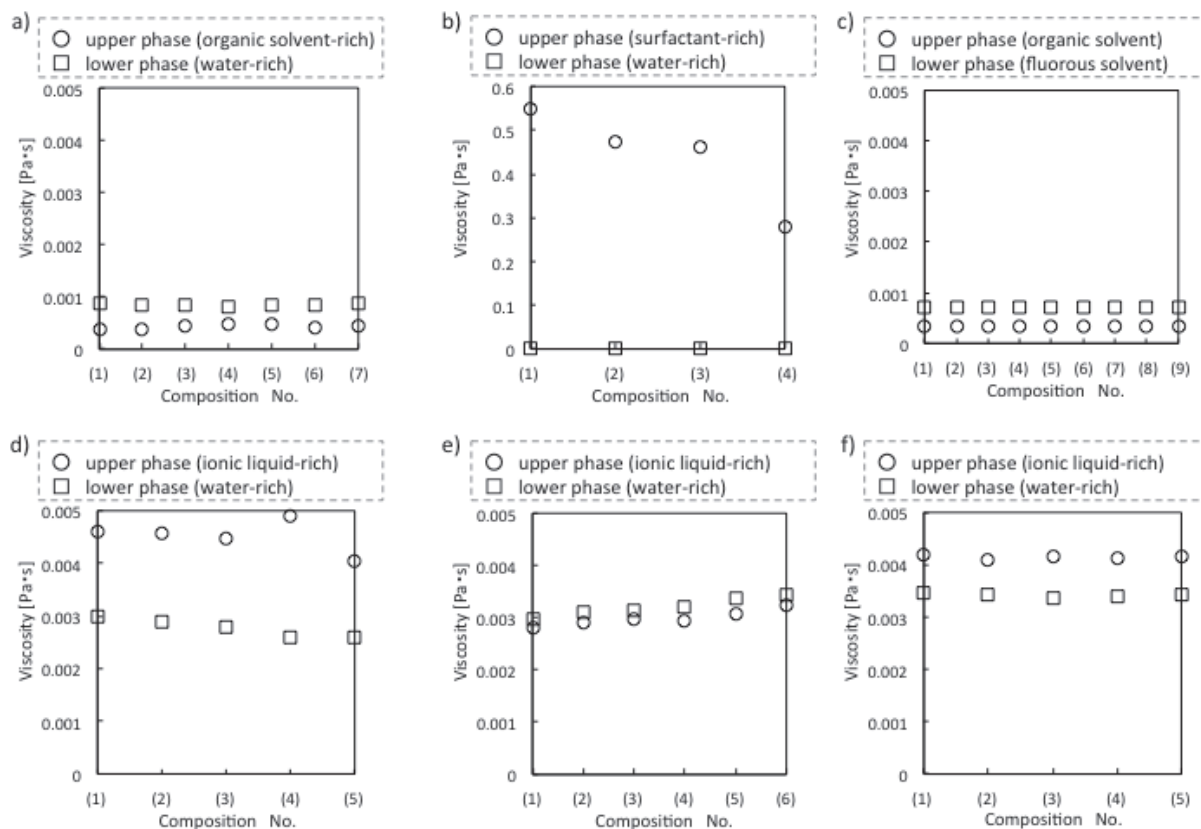 a)
upper phase (organic solvent-rich)
lower phase (water-rich)
0.005
0.004
0.003
0.002
0.001
0
Viscosity [Pa•s]
(1) (2) (3) (4) (5) (6) (7)
Composition No.
b)
upper phase (surfactant-rich)
lower phase (water-rich)
0.6
0.5
0.4
0.3
0.2
0.1
0
Viscosity [Pa•s]
(1) (2) (3) (4)
Composition No.
c)
upper phase (organic solvent)
lower phase (fluorous solvent)
0.005
0.004
0.003
0.002
0.001
0
Viscosity [Pa•s]
(1) (2) (3) (4) (5) (6) (7) (8) (9)
Composition No.
d)
upper phase (ionic liquid-rich)
lower phase (water-rich)
0.005
0.004
0.003
0.002
0.001
0
Viscosity [Pa•s]
(1) (2) (3) (4) (5)
Composition No.
e)
upper phase (ionic liquid-rich)
lower phase (water-rich)
0.005
0.004
0.003
0.002
0.001
0
Viscosity [Pa•s]
(1) (2) (3) (4) (5) (6)
Composition No.
f)
upper phase (ionic liquid-rich)
lower phase (water-rich)
0.005
0.004
0.003
0.002
0.001
0
Viscosity [Pa•s]
(1) (2) (3) (4) (5)
Composition No.